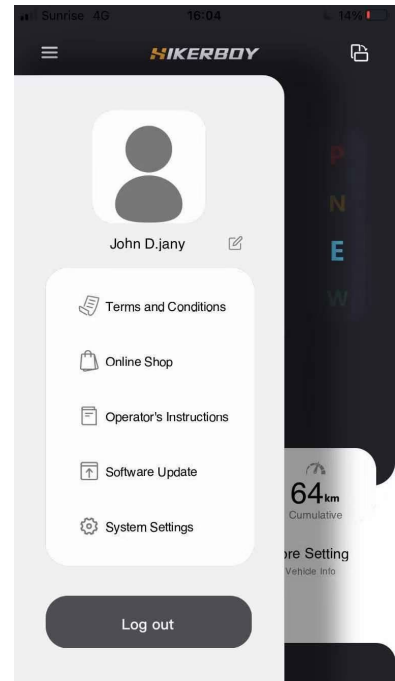 Sunrise 4G 16:04 14%
HIKERBOY
P
N
E
W
John D.jany
Terms and Conditions
Online Shop
Operator's Instructions
Software Update
System Settings
64km
Cumulative
ore Setting
Vehicle Info
Log out